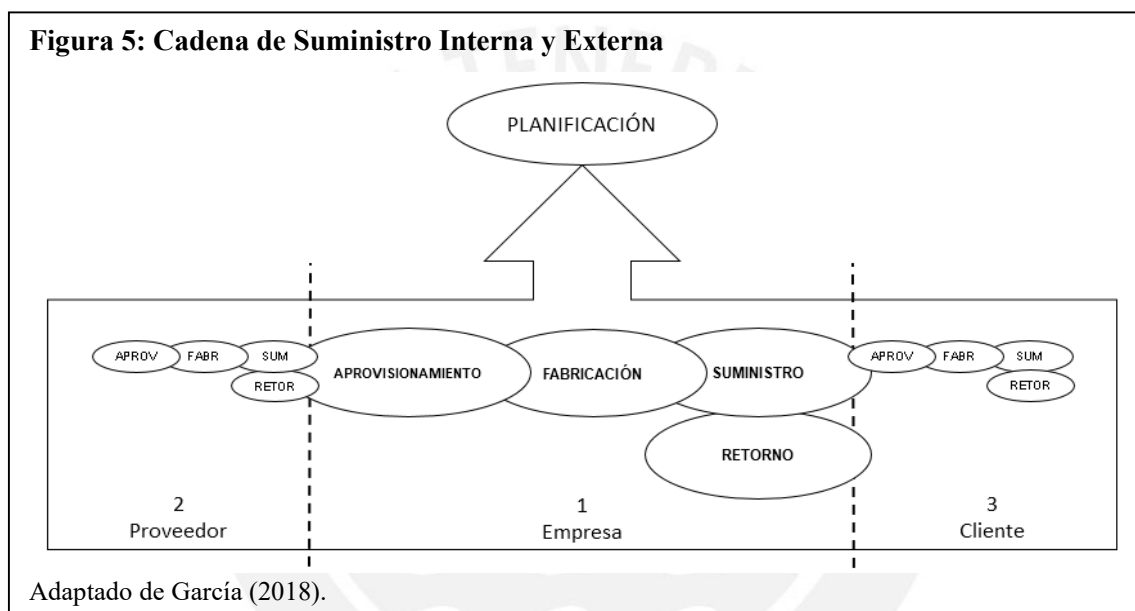 Figura 5: Cadena de Suministro Interna y Externa
PLANIFICACIÓN
APROV FABR SUM
RETOR
APROVISIONAMIENTO FABRICACIÓN SUMINISTRO
RETORNO
APROV FABR SUM
RETOR
2
Proveedor
1
Empresa
3
Cliente
Adaptado de García (2018).